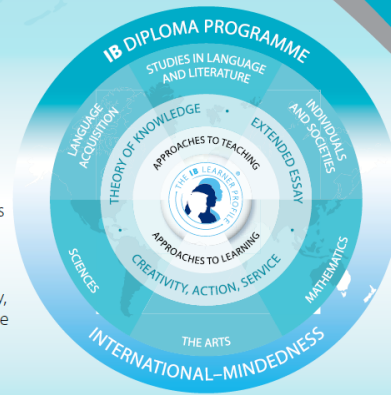 IB DIPLOMA PROGRAMME
STUDIES IN LANGUAGE
AND LITERATURE
LANGUAGE
ACQUISITION
INDIVIDUALS
AND SOCIETIES
THEORY OF KNOWLEDGE
EXTENDED ESSAY
APPROACHES TO TEACHING
THE IB LEARNER PROFILE
®
s
APPROACHES TO LEARNING
CREATIVITY, ACTION, SERVICE
SCIENCES
MATHEMATICS
y,
e
THE ARTS
INTERNATIONAL–MINDEDNESS